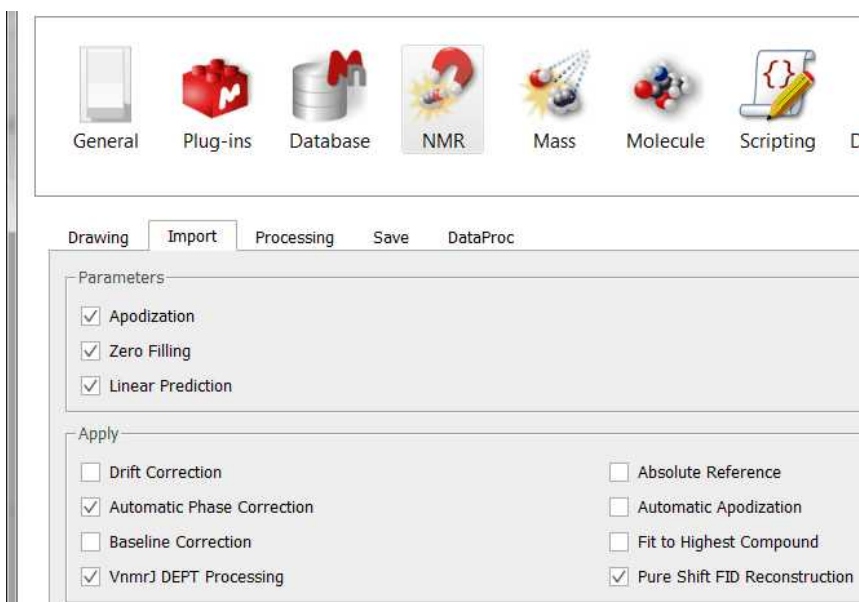 General Plug-ins Database NMR Mass Molecule Scripting D
Drawing Import Processing Save DataProc
Parameters
Apodization
Zero Filling
Linear Prediction
Apply
Drift Correction Absolute Reference
Automatic Phase Correction Automatic Apodization
Baseline Correction Fit to Highest Compound
VnmrJ DEPT Processing Pure Shift FID Reconstruction